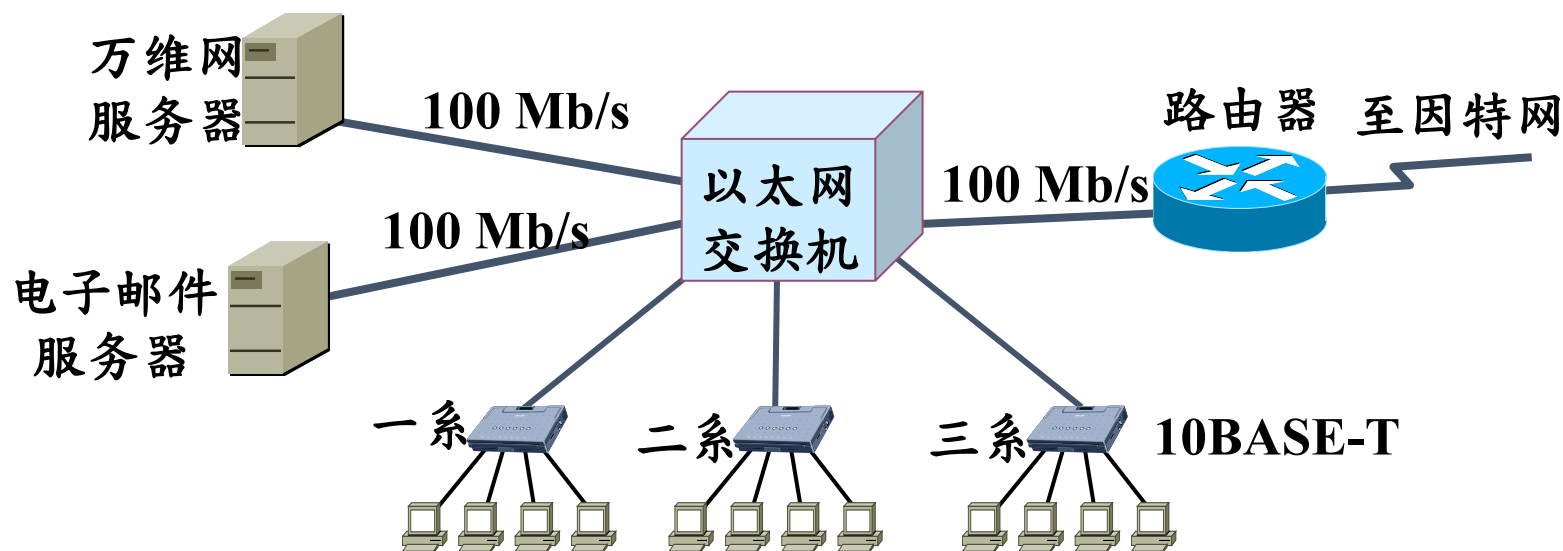 万维网
服务器
100 Mb/s
电子邮件
服务器
100 Mb/s
以太网
交换机
100 Mb/s
路由器
至因特网
一系
二系
三系
10BASE-T